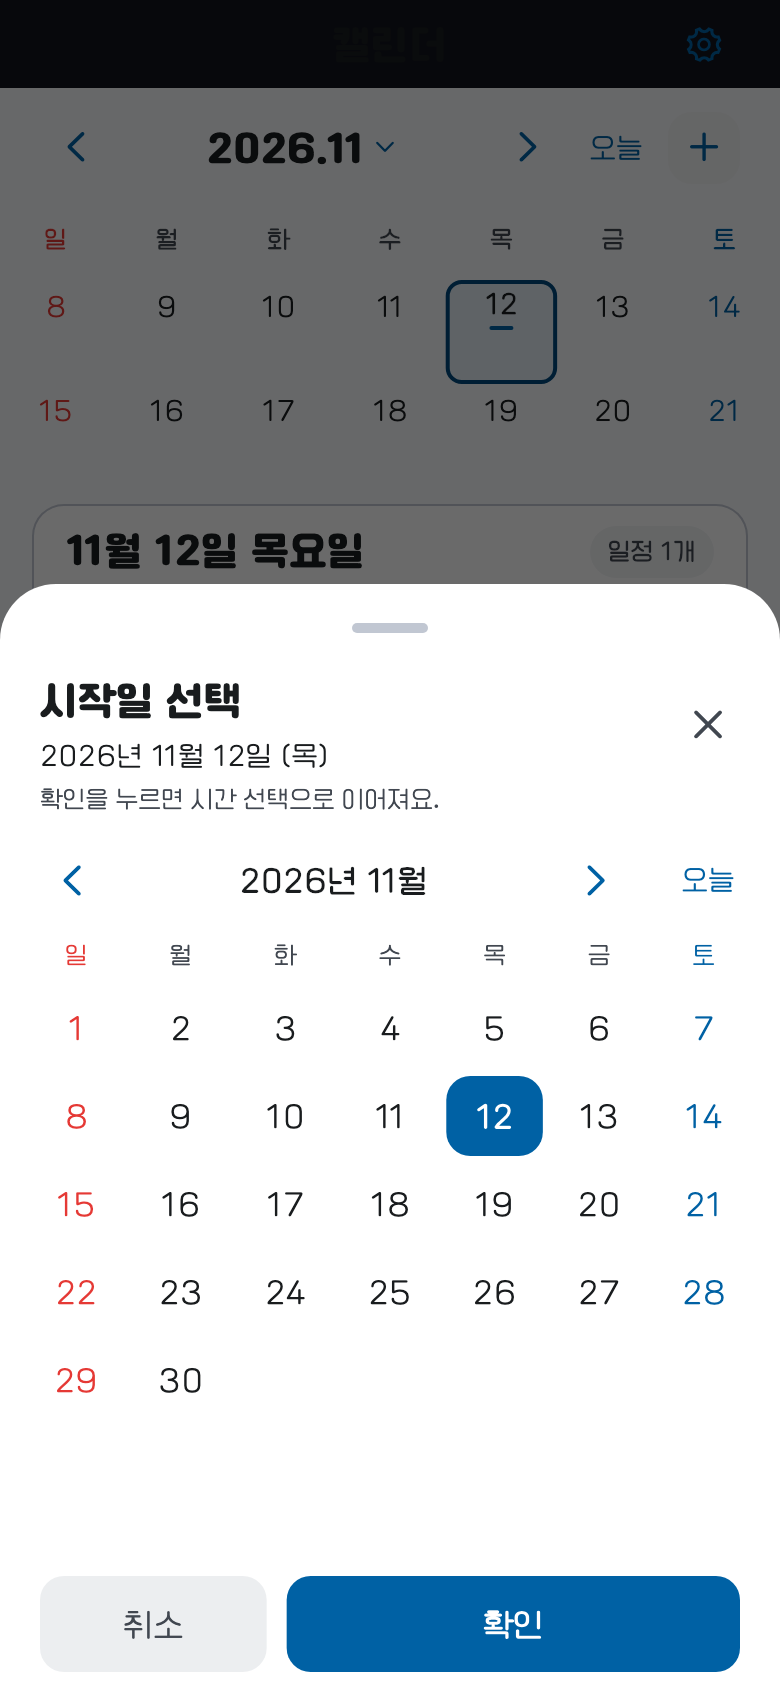 캘린더
2026.11 오늘
일 월 화 수 목 금 토
8 9 10 11 12 13 14
15 16 17 18 19 20 21
11월 12일 목요일 일정 1개
시작일 선택
2026년 11월 12일 (목)
확인을 누르면 시간 선택으로 이어져요.
2026년 11월 오늘
일 월 화 수 목 금 토
1 2 3 4 5 6 7
8 9 10 11 12 13 14
15 16 17 18 19 20 21
22 23 24 25 26 27 28
29 30
취소 확인